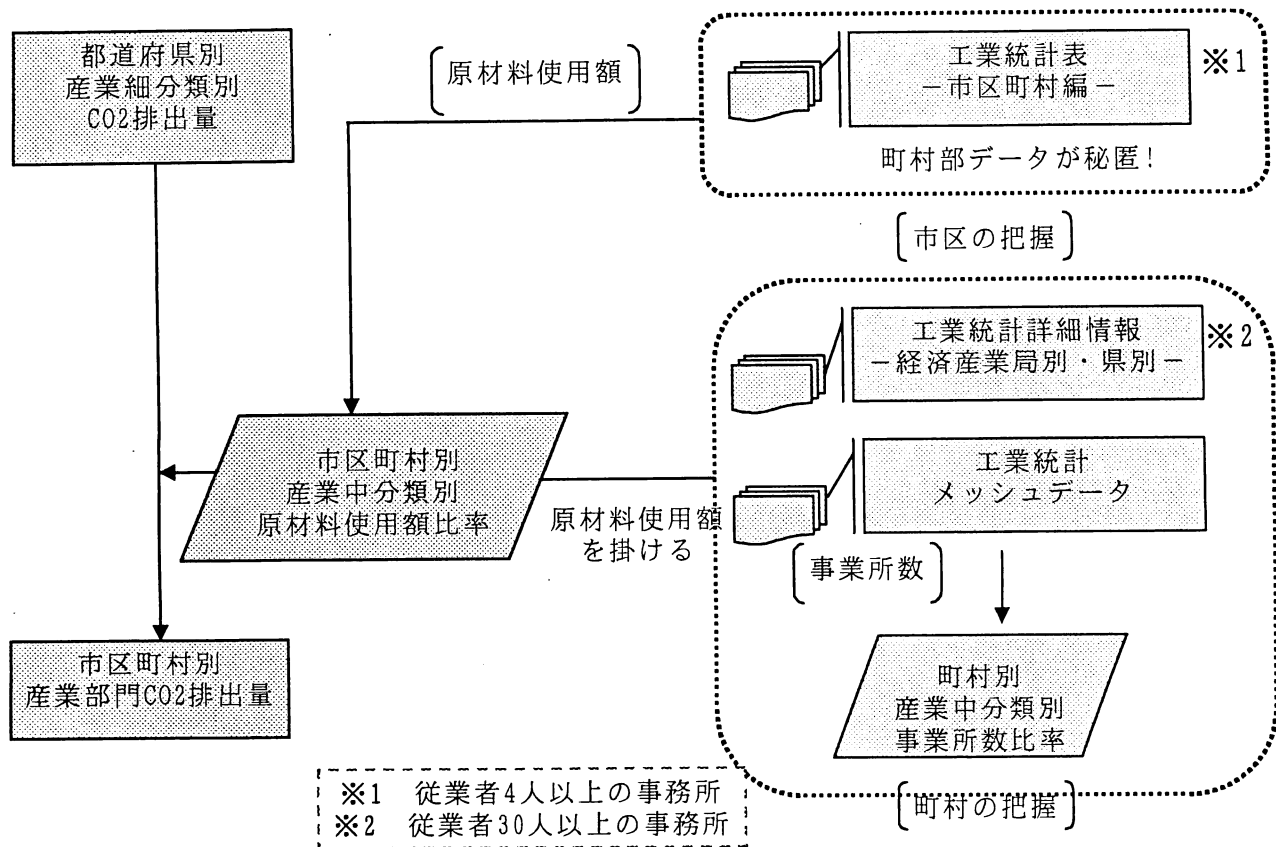 都道府県別
産業細分類別
CO2排出量
原材料使用額
工業統計表
－市区町村編－
※1
町村部データが秘匿!
市区の把握
工業統計詳細情報
－経済産業局別・県別－
※2
工業統計
メッシュデータ
事業所数
市区町村別
産業中分類別
原材料使用額比率
原材料使用額
を掛ける
町村別
産業中分類別
事業所数比率
町村の把握
市区町村別
産業部門CO2排出量
※1 従業者4人以上の事務所
※2 従業者30人以上の事務所